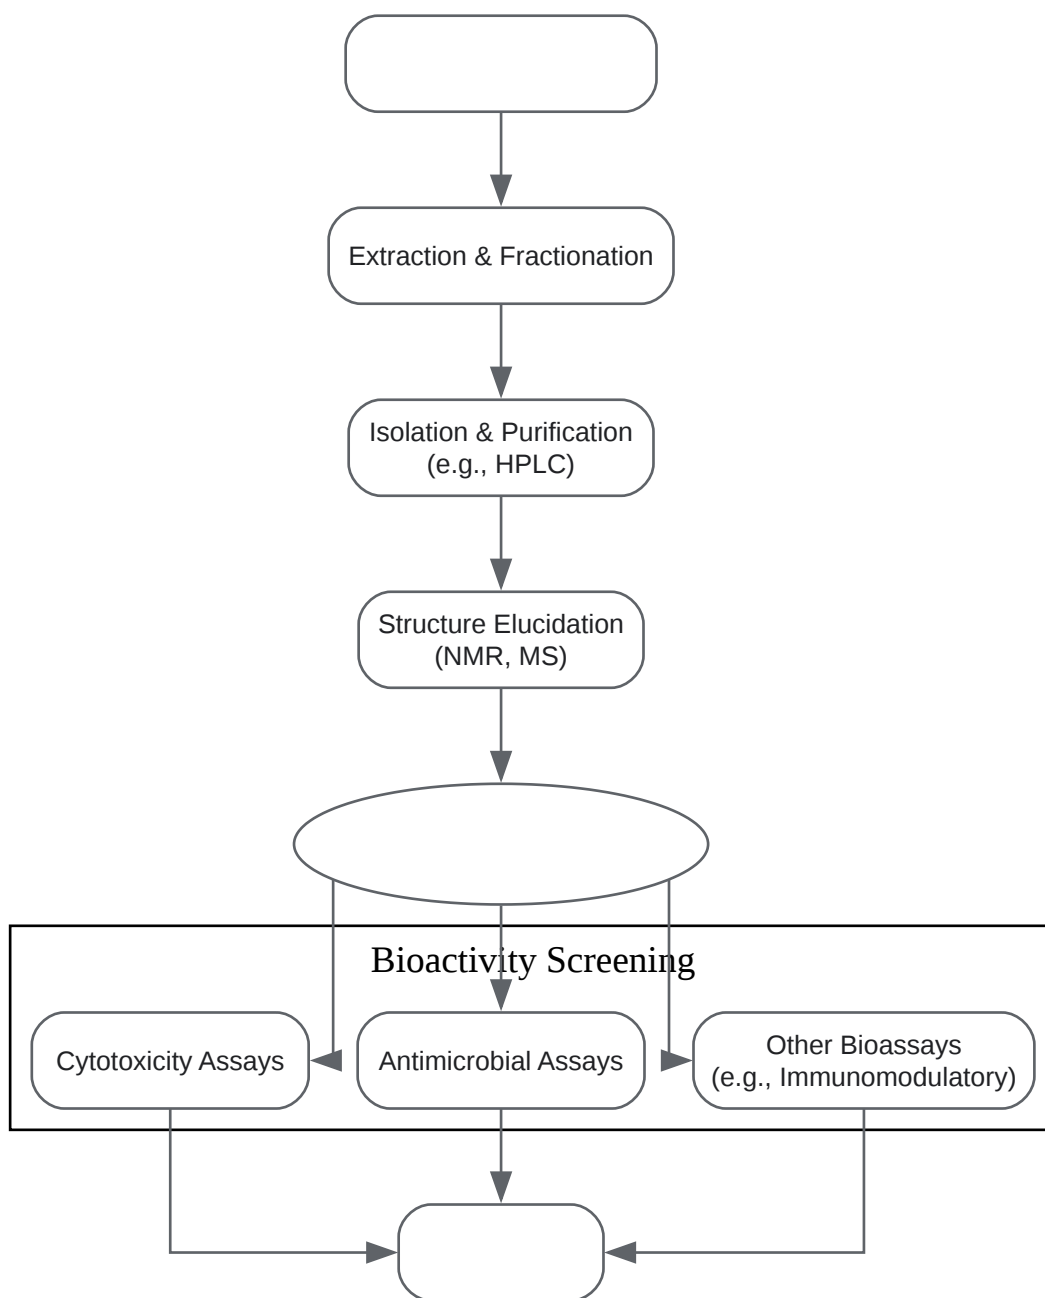 Extraction & Fractionation
Isolation & Purification
(e.g., HPLC)
Structure Elucidation
(NMR, MS)
Bioactivity Screening
Cytotoxicity Assays
Antimicrobial Assays
Other Bioassays
(e.g., Immunomodulatory)